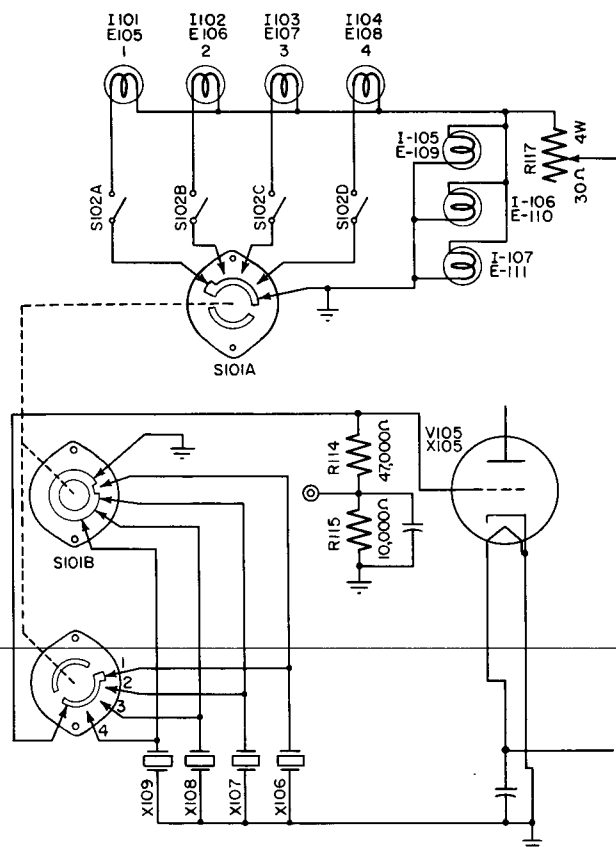 I101
E105
1
I102
E106
2
I103
E107
3
I104
E108
4
I-105
E-109
R117
4W
30Ω
I-106
E-110
I-107
E-111
S102A
S102B
S102C
S102D
S101A
V105
X105
R114
47,000Ω
R115
10,000Ω
S101B
1
2
3
4
X109
X108
X107
X106